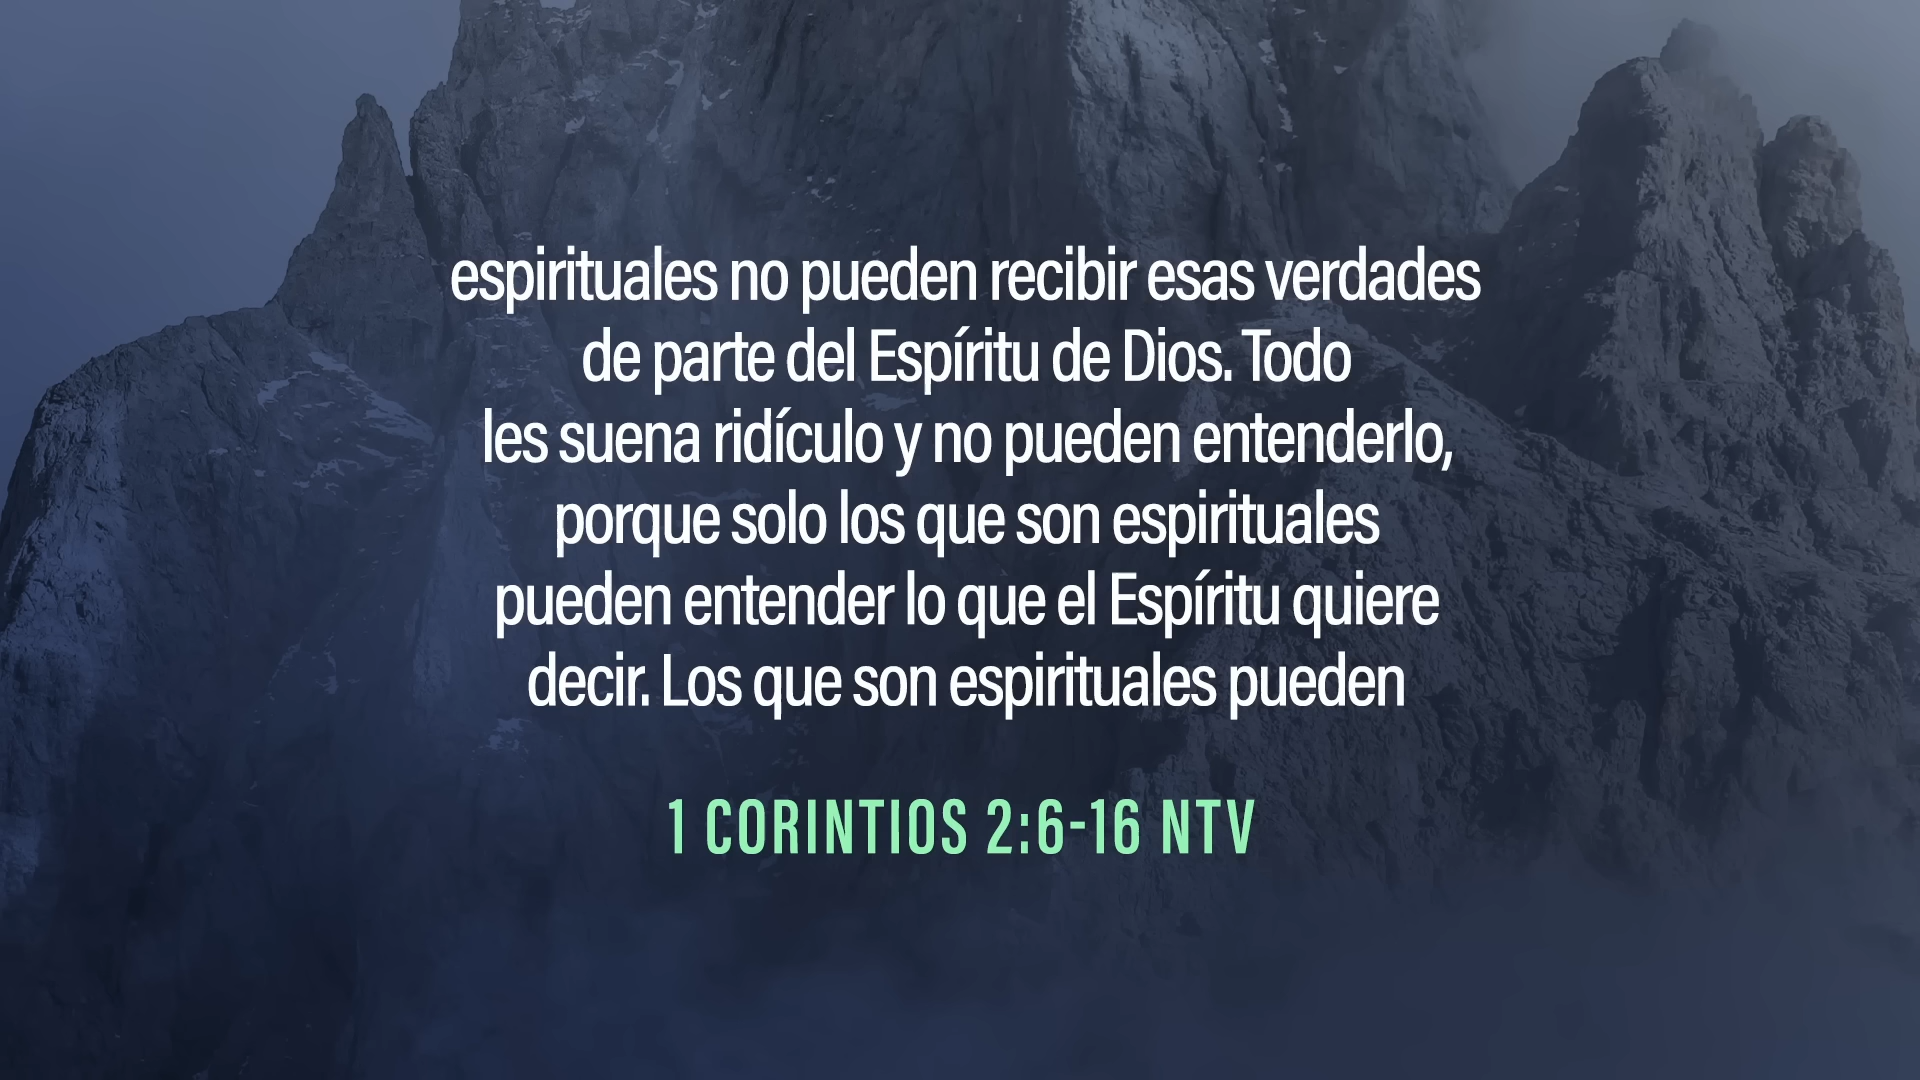 espirituales no pueden recibir esas verdades
de parte del Espíritu de Dios. Todo
les suena ridículo y no pueden entenderlo,
porque solo los que son espirituales
pueden entender lo que el Espíritu quiere
decir. Los que son espirituales pueden
1 CORINTIOS 2:6-16 NTV